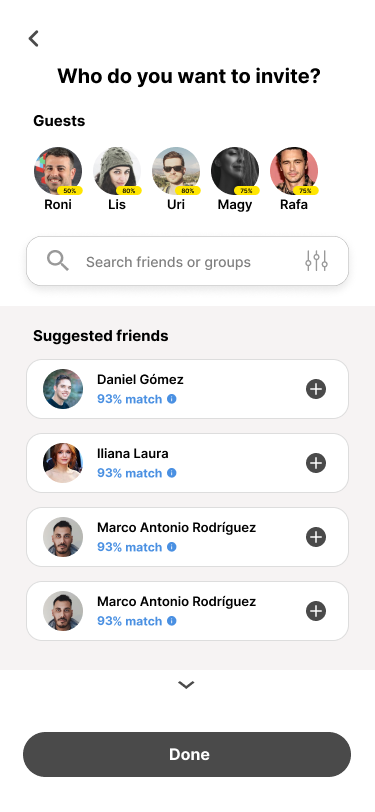 Who do you want to invite?
Guests
50% 80% 80% 75% 75%
Roni Lis Uri Magy Rafa
Search friends or groups
Suggested friends
Daniel Gómez
93% match
Iliana Laura
93% match
Marco Antonio Rodríguez
93% match
Marco Antonio Rodríguez
93% match
Done